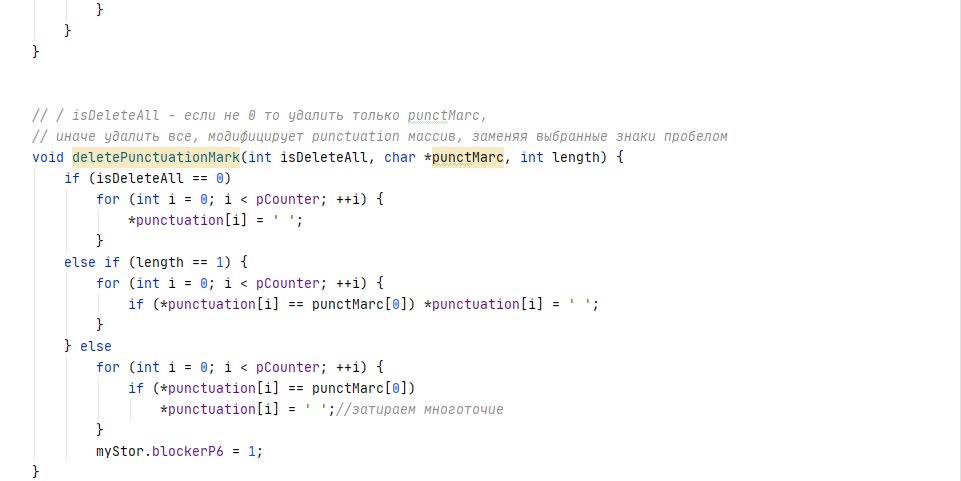 }
    }
}
// / isDeleteAll - если не 0 то удалить только punctMarc,
// иначе удалить все, модифицирует punctuation массив, заменяя выбранные знаки пробелом
void deletePunctuationMark(int isDeleteAll, char *punctMarc, int length) {
    if (isDeleteAll == 0)
        for (int i = 0; i < pCounter; ++i) {
            *punctuation[i] = ' ';
        }
    else if (length == 1) {
        for (int i = 0; i < pCounter; ++i) {
            if (*punctuation[i] == punctMarc[0]) *punctuation[i] = ' ';
        }
    } else
        for (int i = 0; i < pCounter; ++i) {
            if (*punctuation[i] == punctMarc[0])
                *punctuation[i] = ' ';//затираем многоточие
        }
        myStor.blockerP6 = 1;
}